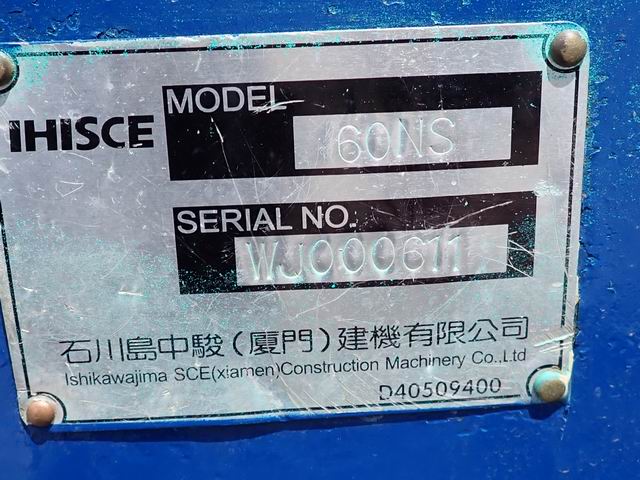 IHISCE
MODEL
60NS
SERIAL NO.
WJ000611
石川島中駿(廈門)建機有限公司
Ishikawajima SCE(xiamen)Construction Machinery Co.,Ltd
D40509400